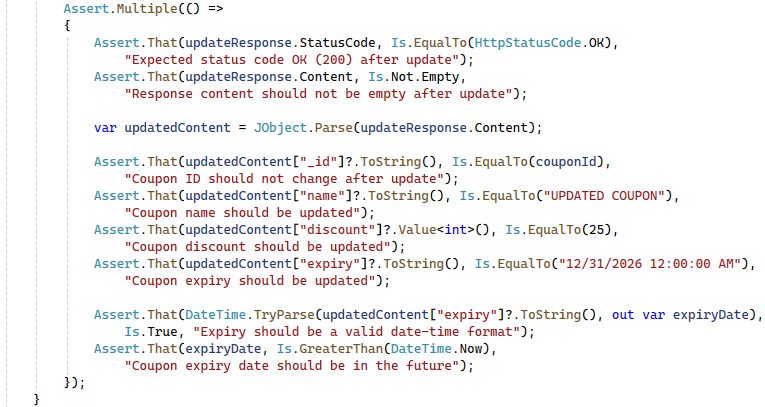 Assert.Multiple(() =>
{
Assert.That(updateResponse.StatusCode, Is.EqualTo(HttpStatusCode.OK),
"Expected status code OK (200) after update");
Assert.That(updateResponse.Content, Is.Not.Empty,
"Response content should not be empty after update");
var updatedContent = JObject.Parse(updateResponse.Content);
Assert.That(updatedContent["_id"]?.ToString(), Is.EqualTo(couponId),
"Coupon ID should not change after update");
Assert.That(updatedContent["name"]?.ToString(), Is.EqualTo("UPDATED COUPON"),
"Coupon name should be updated");
Assert.That(updatedContent["discount"]?.Value<int>(), Is.EqualTo(25),
"Coupon discount should be updated");
Assert.That(updatedContent["expiry"]?.ToString(), Is.EqualTo("12/31/2026 12:00:00 AM"),
"Coupon expiry should be updated");
Assert.That(DateTime.TryParse(updatedContent["expiry"]?.ToString(), out var expiryDate),
Is.True, "Expiry should be a valid date-time format");
Assert.That(expiryDate, Is.GreaterThan(DateTime.Now),
"Coupon expiry date should be in the future");
});
}